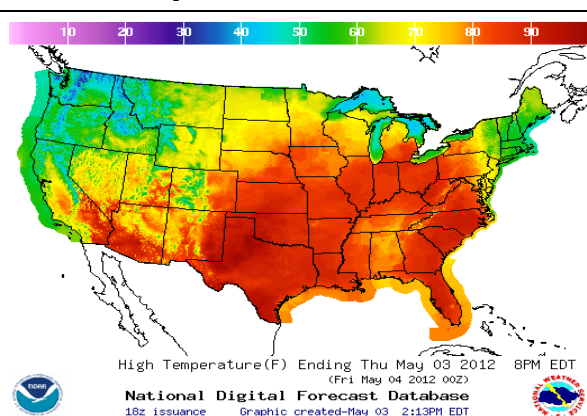 10 20 30 40 50 60 70 80 90
High Temperature(F) Ending Thu May 03 2012 8PM EDT
(Fri May 04 2012 00Z)
National Digital Forecast Database
18z issuance Graphic created-May 03 2:13PM EDT
noaa